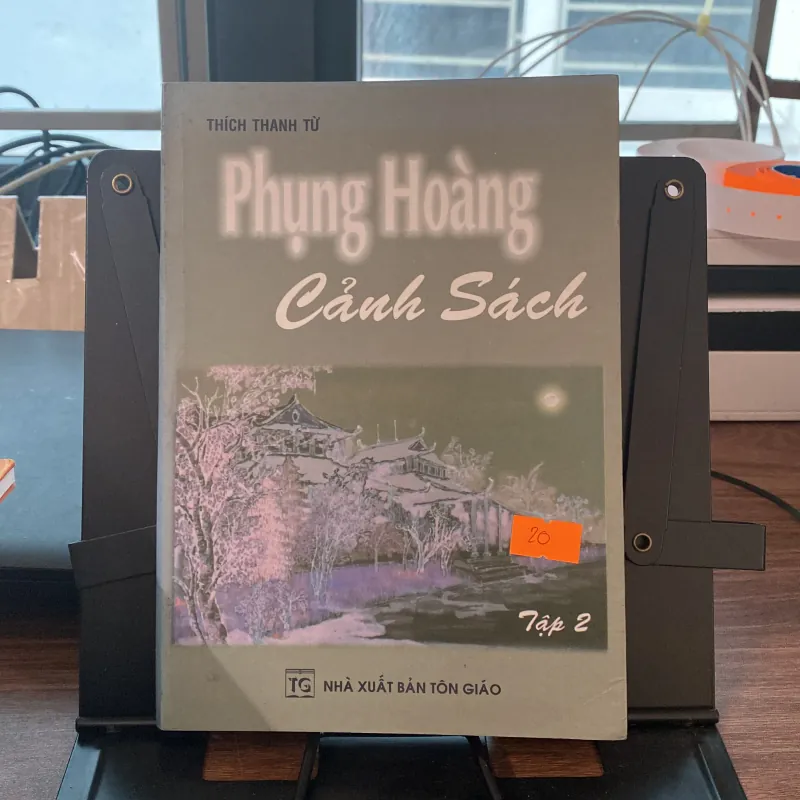 THÍCH THANH TỪ
Phụng Hoàng
Cảnh Sách
20
Tập 2
TG NHÀ XUẤT BẢN TÔN GIÁO